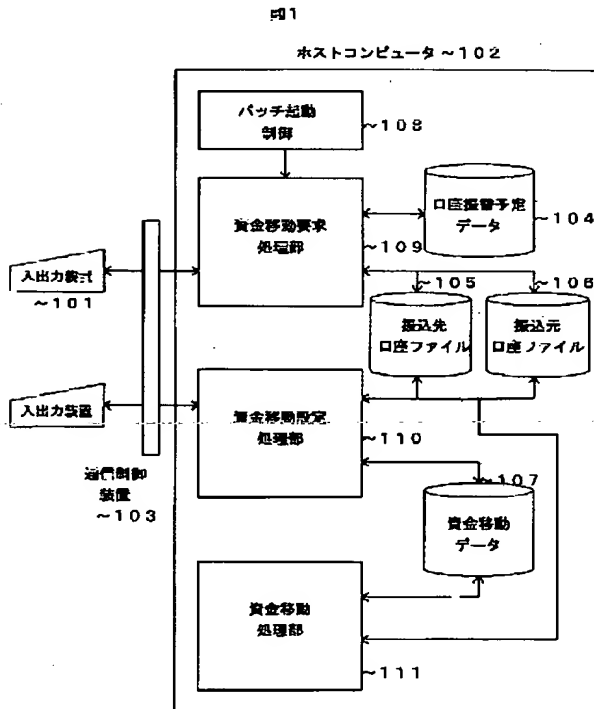 図1
ホストコンピュータ ~102
バッチ起動
制御
~108
資金移動要求
処理部
~109
口座振替予定
データ
~104
入出力装式
~101
~105
~106
振込先
口座ファイル
振込元
口座ファイル
入出力装置
資金移動設定
処理部
~110
通信制御
装置
~103
~107
資金移動
データ
資金移動
処理部
~111